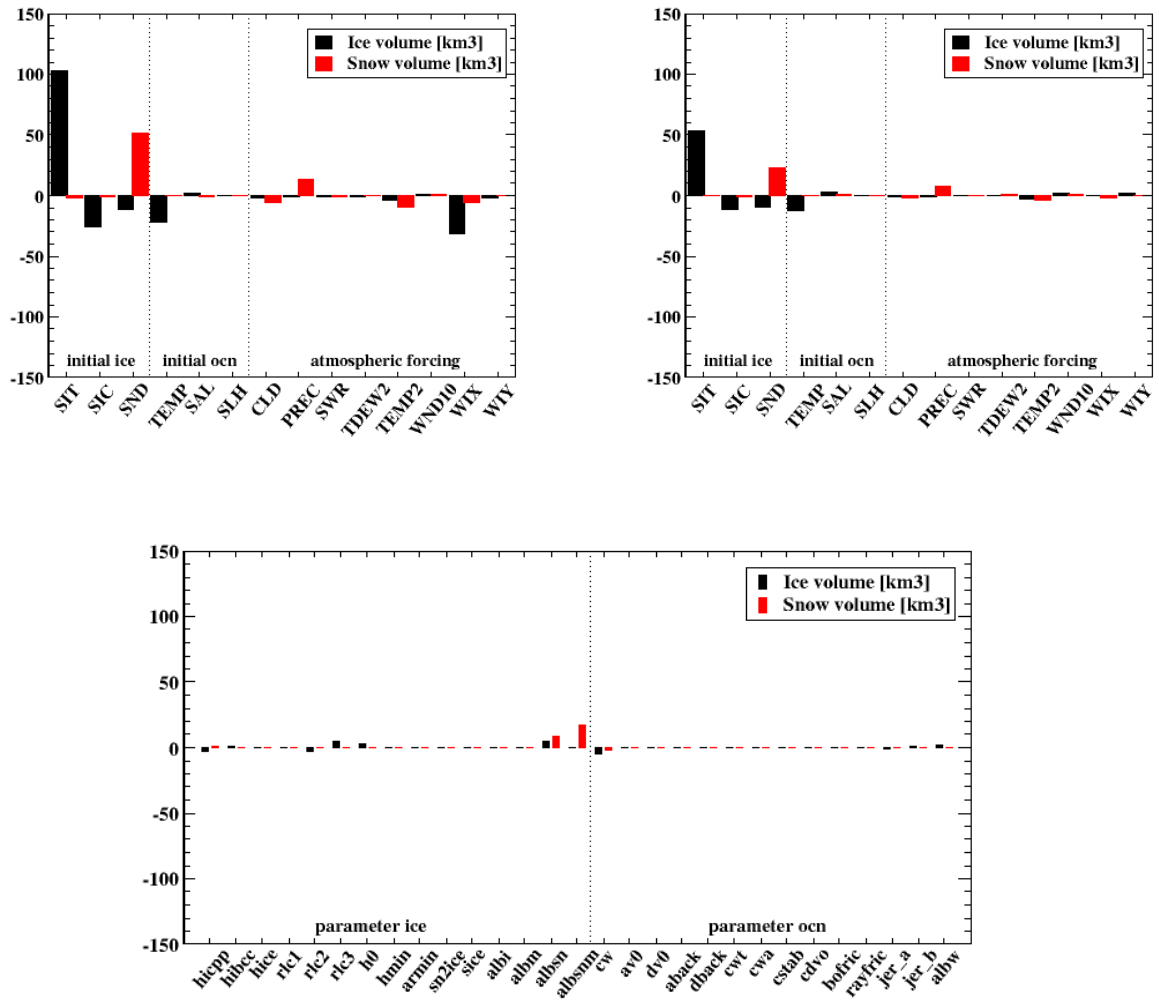 150
100
50
0
-50
-100
-150
Ice volume [km3]
Snow volume [km3]
initial ice
initial ocn
atmospheric forcing
SIT
SIC
SND
TEMP
SAL
SLH
CLD
PREC
SWR
TDEW2
TEMP2
WND10
WIX
WIY
150
100
50
0
-50
-100
-150
Ice volume [km3]
Snow volume [km3]
initial ice
initial ocn
atmospheric forcing
SIT
SIC
SND
TEMP
SAL
SLH
CLD
PREC
SWR
TDEW2
TEMP2
WND10
WIX
WIY
150
100
50
0
-50
-100
-150
Ice volume [km3]
Snow volume [km3]
parameter ice
parameter ocn
hicpp
hibcc
hice
rlc1
rlc2
rlc3
h0
hmin
armin
sn2ice
sice
albi
albm
albsn
albsnm
cw
av0
dv0
aback
dback
cwt
cwa
cstab
cdvo
bofric
rayfric
jer_a
jer_b
albw